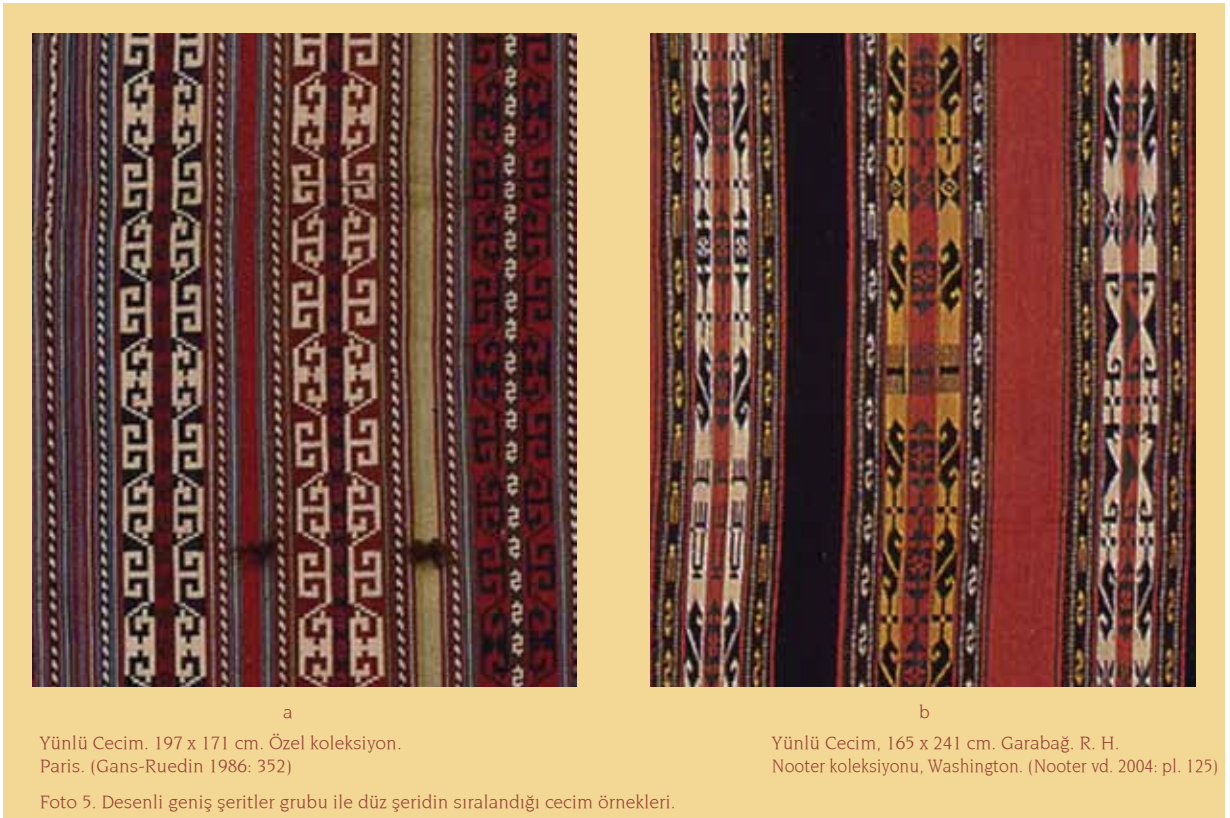 a
Yünlü Cecim. 197 x 171 cm. Özel koleksiyon.
Paris. (Gans-Ruedin 1986: 352)
b
Yünlü Cecim, 165 x 241 cm. Garabağ. R. H.
Nooter koleksiyonu, Washington. (Nooter vd. 2004: pl. 125)
Foto 5. Desenli geniş şeritler grubu ile düz şeridin sıralandığı cecim örnekleri.